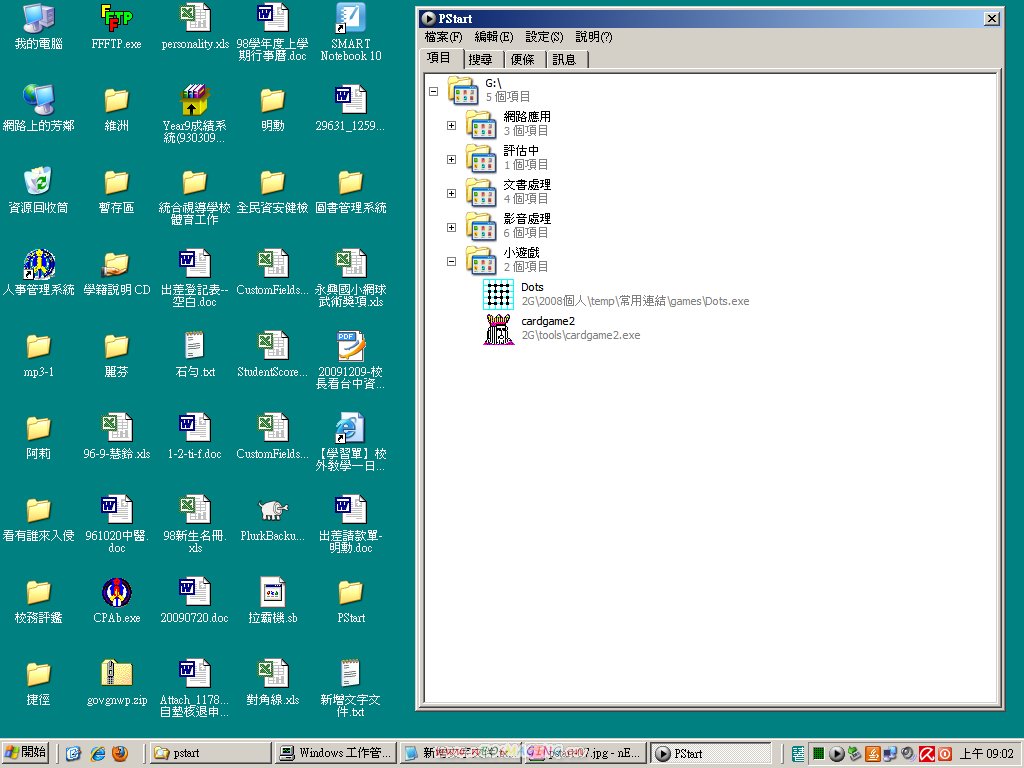 我的電腦
FFFTP.exe
personality.xls
98學年度上學
期行事曆.doc
SMART
Notebook 10
網路上的芳鄰
維洲
Year9成績系
統(930309...
明勳
29631_1259...
資源回收筒
暫存區
統合視導學校
體育工作
全民資安健檢
圖書管理系統
人事管理系統
學籍說明 CD
出差登記表--
空白.doc
CustomFields...
永興國小網球
武術獎項.xls
mp3-1
麗芬
石勻.txt
StudentScore...
20091209-校
長看台中資...
阿莉
96-9-慧鈴.xls
1-2-ti-f.doc
CustomFields...
【學習單】校
外教學一日...
看有誰來入侵
961020中醫.
doc
98新生名冊.
xls
PlurkBacku...
出差請款單-
明勳.doc
校務評鑑
CPAb.exe
20090720.doc
拉霸機.sb
PStart
捷徑
govgnwp.zip
Attach_1178...
自墊核退申...
對角線.xls
新增文字文
件.txt
PStart
檔案(F) 編輯(E) 設定(S) 說明(?)
項目 搜尋 便條 訊息
G:\
5 個項目
網路應用
3 個項目
評估中
1 個項目
文書處理
4 個項目
影音處理
6 個項目
小遊戲
2 個項目
Dots
2G\2008個人\temp\常用連結\games\Dots.exe
cardgame2
2G\tools\cardgame2.exe
開始
pstart
Windows 工作管...
PStart
上午 09:02